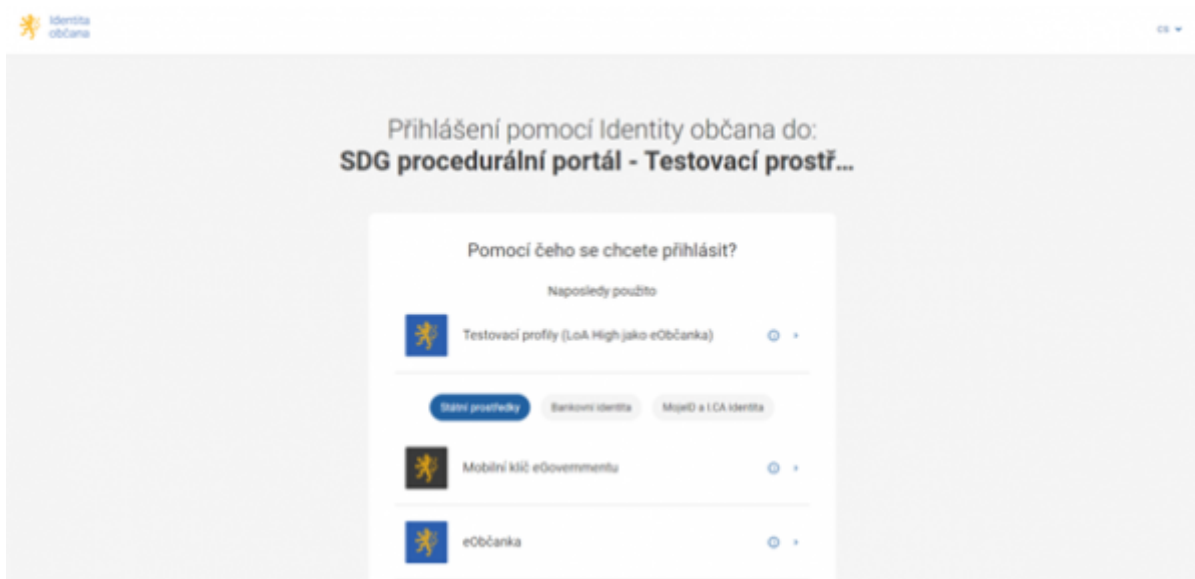 Identita
občana
cs
Přihlášení pomocí Identity občana do:
SDG procedurální portál - Testovací prostř...
Pomocí čeho se chcete přihlásit?
Naposledy použito
Testovací profily (LoA High jako eObčanka)
Státní prostředky
Bankovní identita
MojeID a I.CA identita
Mobilní klíč eGovernmentu
eObčanka